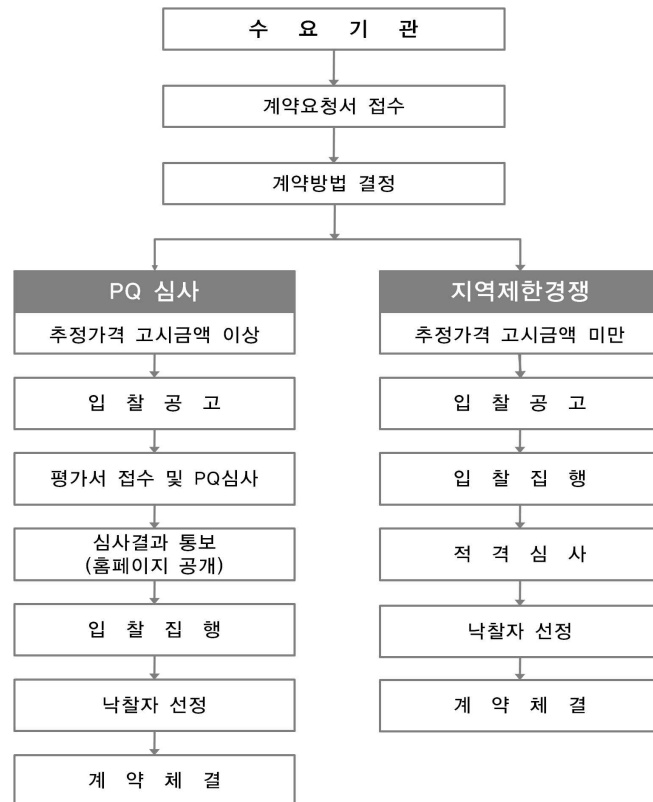 수 요 기 관
계약요청서 접수
계약방법 결정
PQ 심사
추정가격 고시금액 이상
입 찰 공 고
평가서 접수 및 PQ심사
심사결과 통보
(홈페이지 공개)
입 찰 집 행
낙찰자 선정
계 약 체 결
지역제한경쟁
추정가격 고시금액 미만
입 찰 공 고
입 찰 집 행
적 격 심 사
낙찰자 선정
계 약 체 결